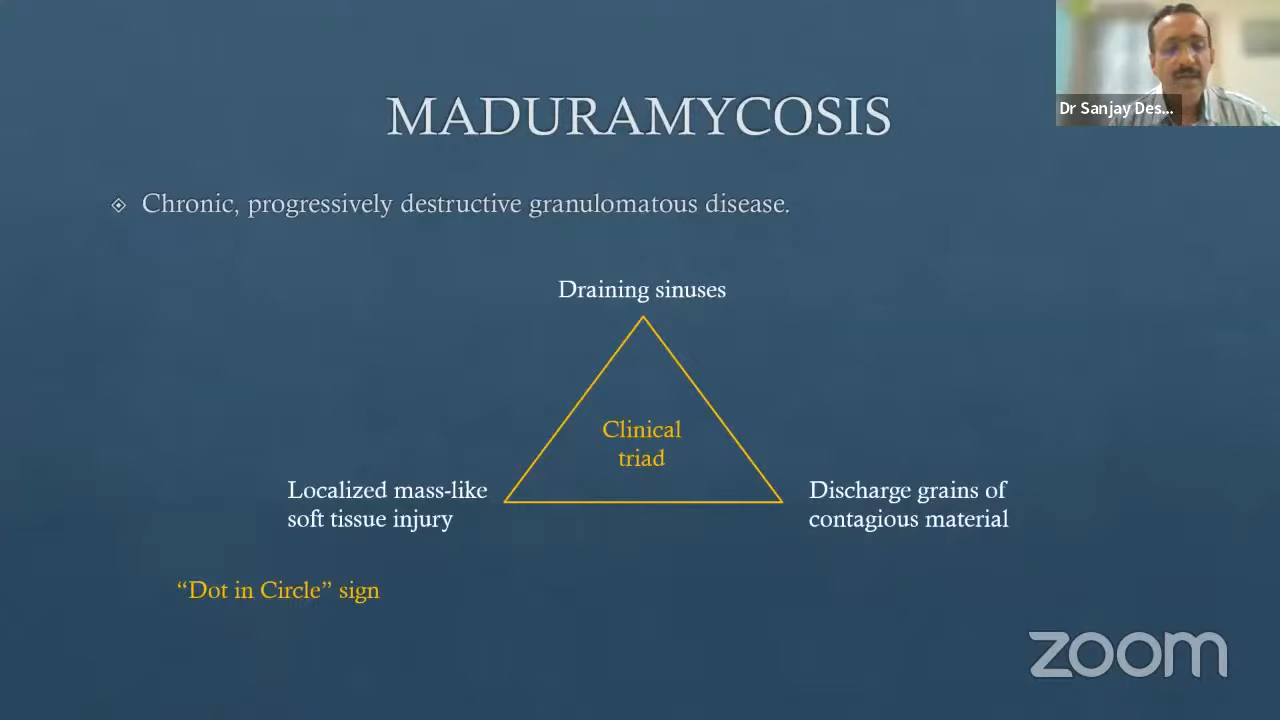 MADURAMYCOSIS
Dr Sanjay Des...
Chronic, progressively destructive granulomatous disease.
Draining sinuses
Clinical
triad
Localized mass-like
soft tissue injury
Discharge grains of
contagious material
“Dot in Circle” sign
zoom